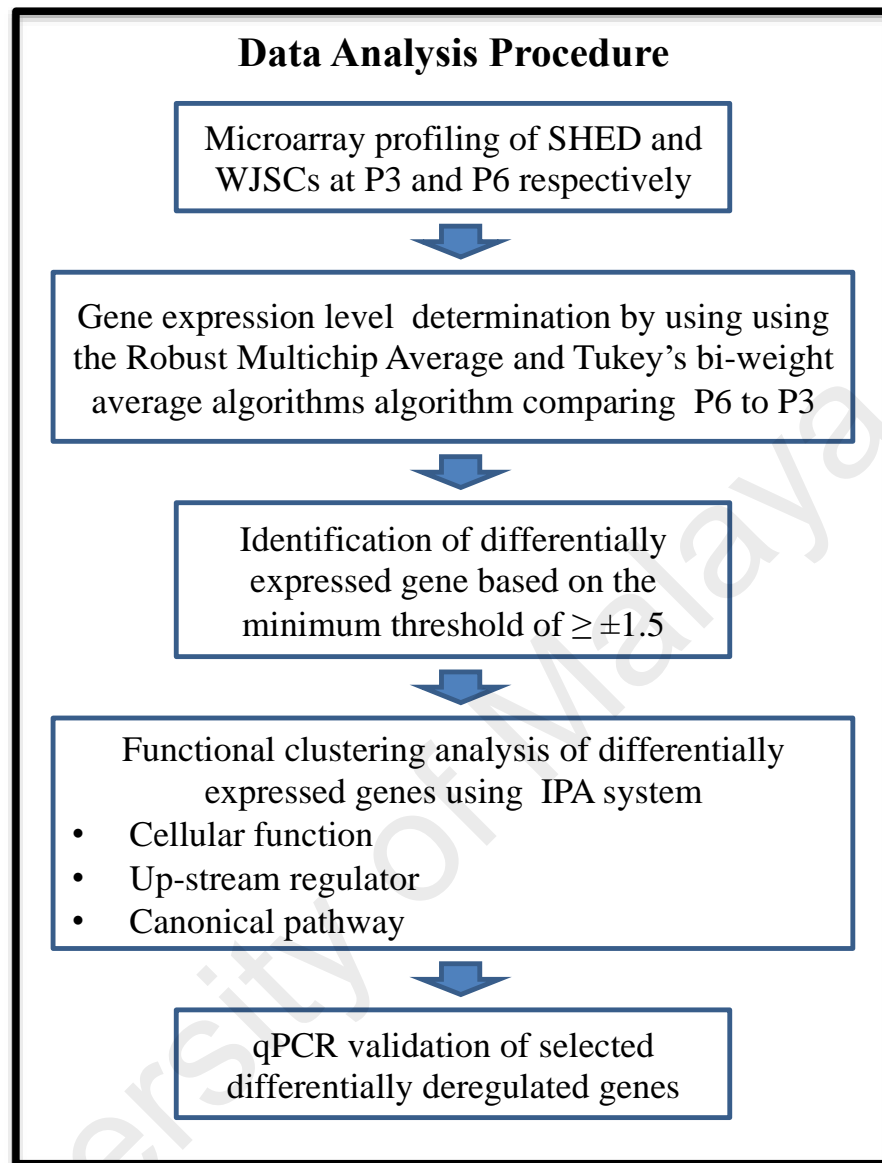 Data Analysis Procedure
Microarray profiling of SHED and
WJSCs at P3 and P6 respectively
Gene expression level determination by using using
the Robust Multichip Average and Tukey's bi-weight
average algorithms algorithm comparing P6 to P3
Identification of differentially
expressed gene based on the
minimum threshold of ≥ ±1.5
Functional clustering analysis of differentially
expressed genes using IPA system
• Cellular function
• Up-stream regulator
• Canonical pathway
qPCR validation of selected
differentially deregulated genes
ersity of Malaya